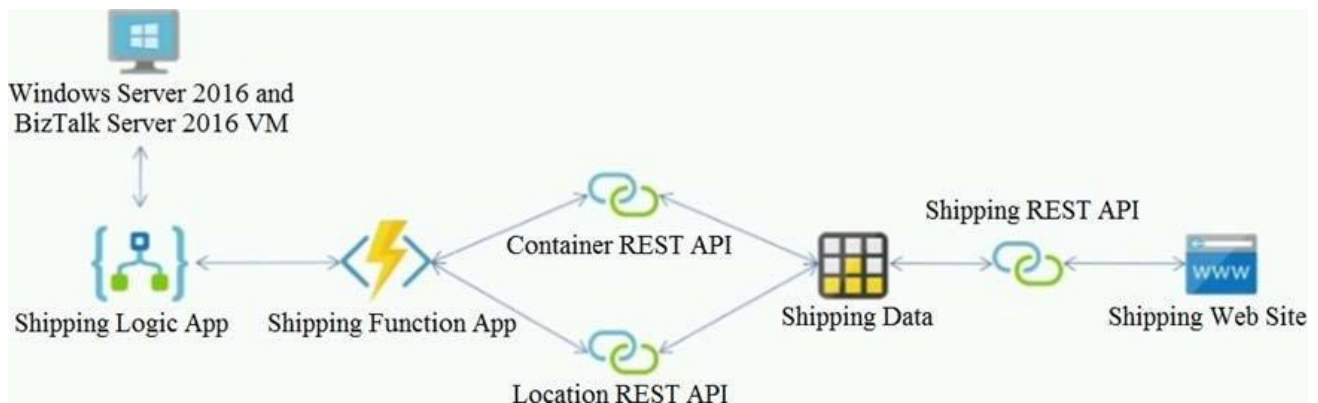 Windows Server 2016 and
BizTalk Server 2016 VM
Shipping REST API
Container REST API
www
Shipping Logic App
Shipping Function App
Shipping Data
Shipping Web Site
Location REST API